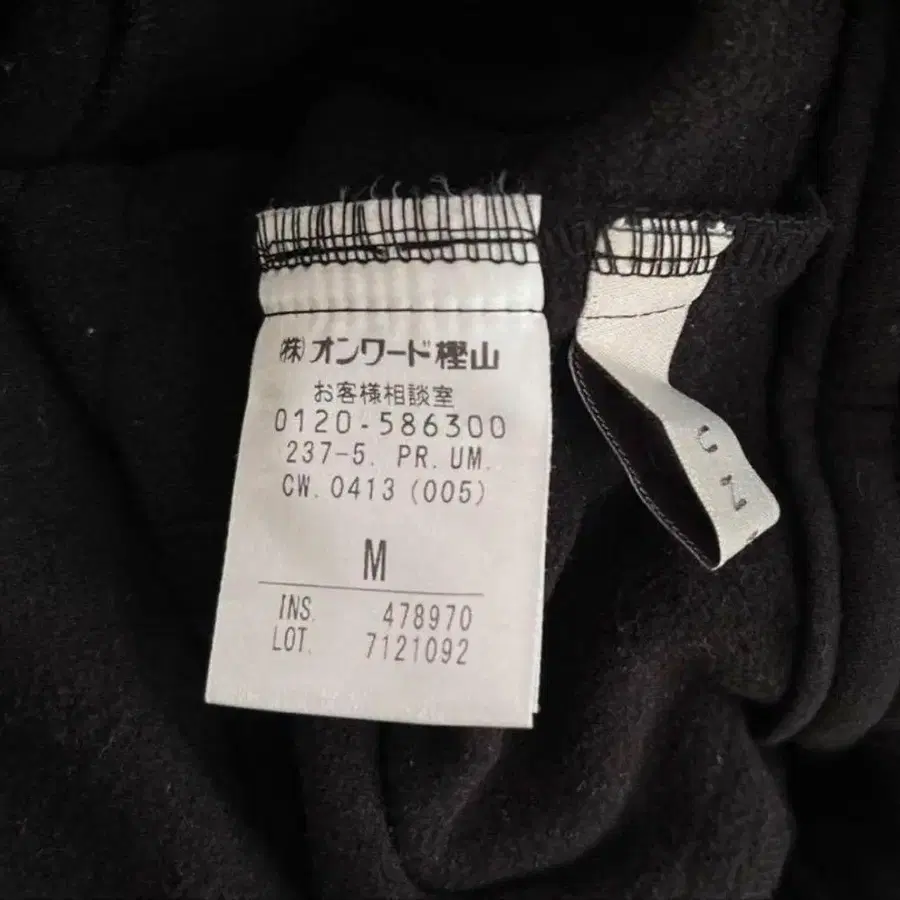 ㈱オンワード樫山
お客様相談室
0120-586300
237-5. PR. UM.
CW. 0413 (005)
M
INS. 478970
LOT. 7121092